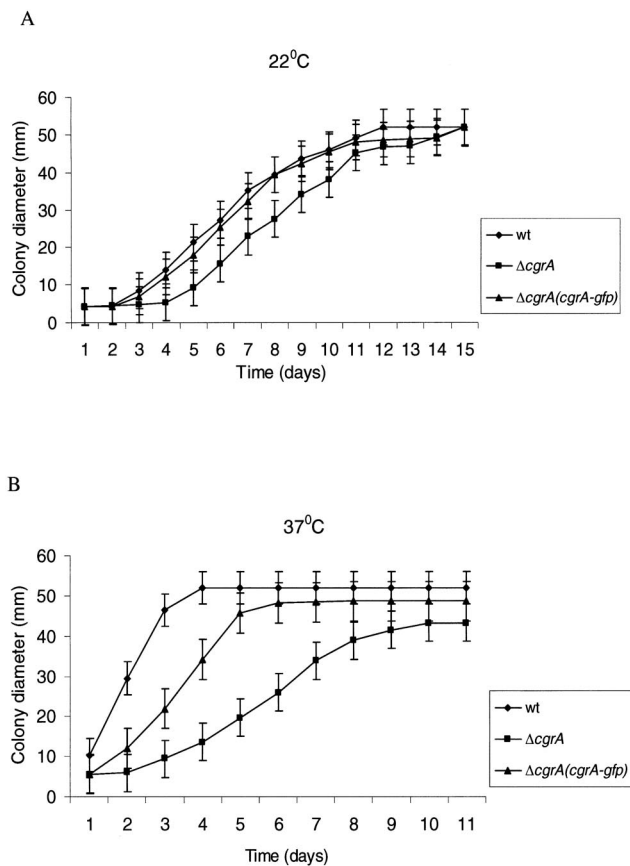 A
22⁰C
Colony diameter (mm)
60
50
40
30
20
10
0
1 2 3 4 5 6 7 8 9 10 11 12 13 14 15
Time (days)
wt
ΔcgrA
ΔcgrA(cgrA-gfp)
B
37⁰C
Colony diameter (mm)
60
50
40
30
20
10
0
1 2 3 4 5 6 7 8 9 10 11
Time (days)
wt
ΔcgrA
ΔcgrA(cgrA-gfp)